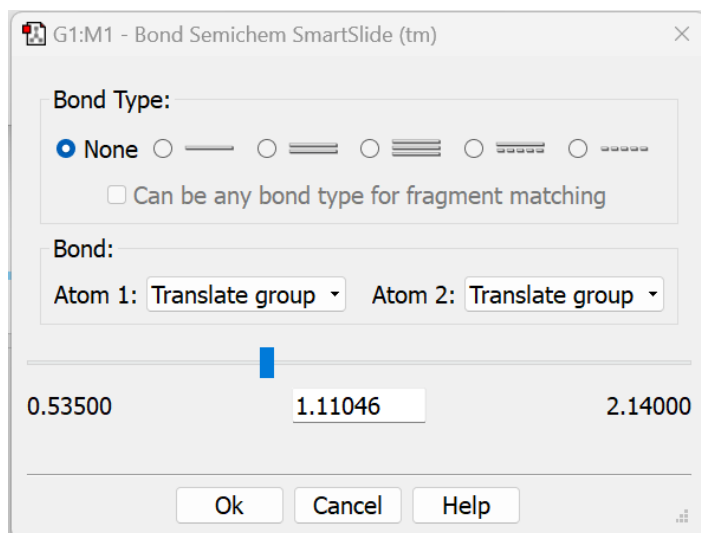 G1:M1 - Bond Semichem SmartSlide (tm)
Bond Type:
None
Can be any bond type for fragment matching
Bond:
Atom 1: Translate group Atom 2: Translate group
0.53500 1.11046 2.14000
Ok Cancel Help